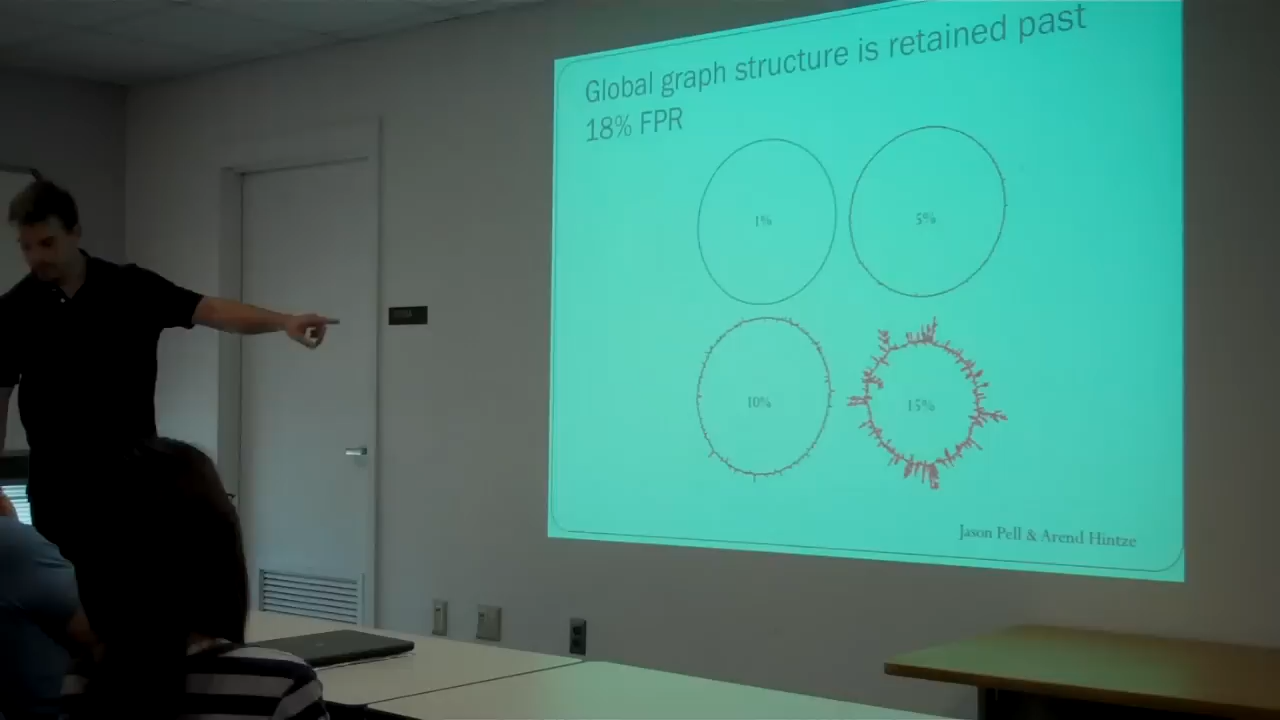 Global graph structure is retained past
18% FPR
1%
5%
10%
15%
Jason Pell & Arend Hintze